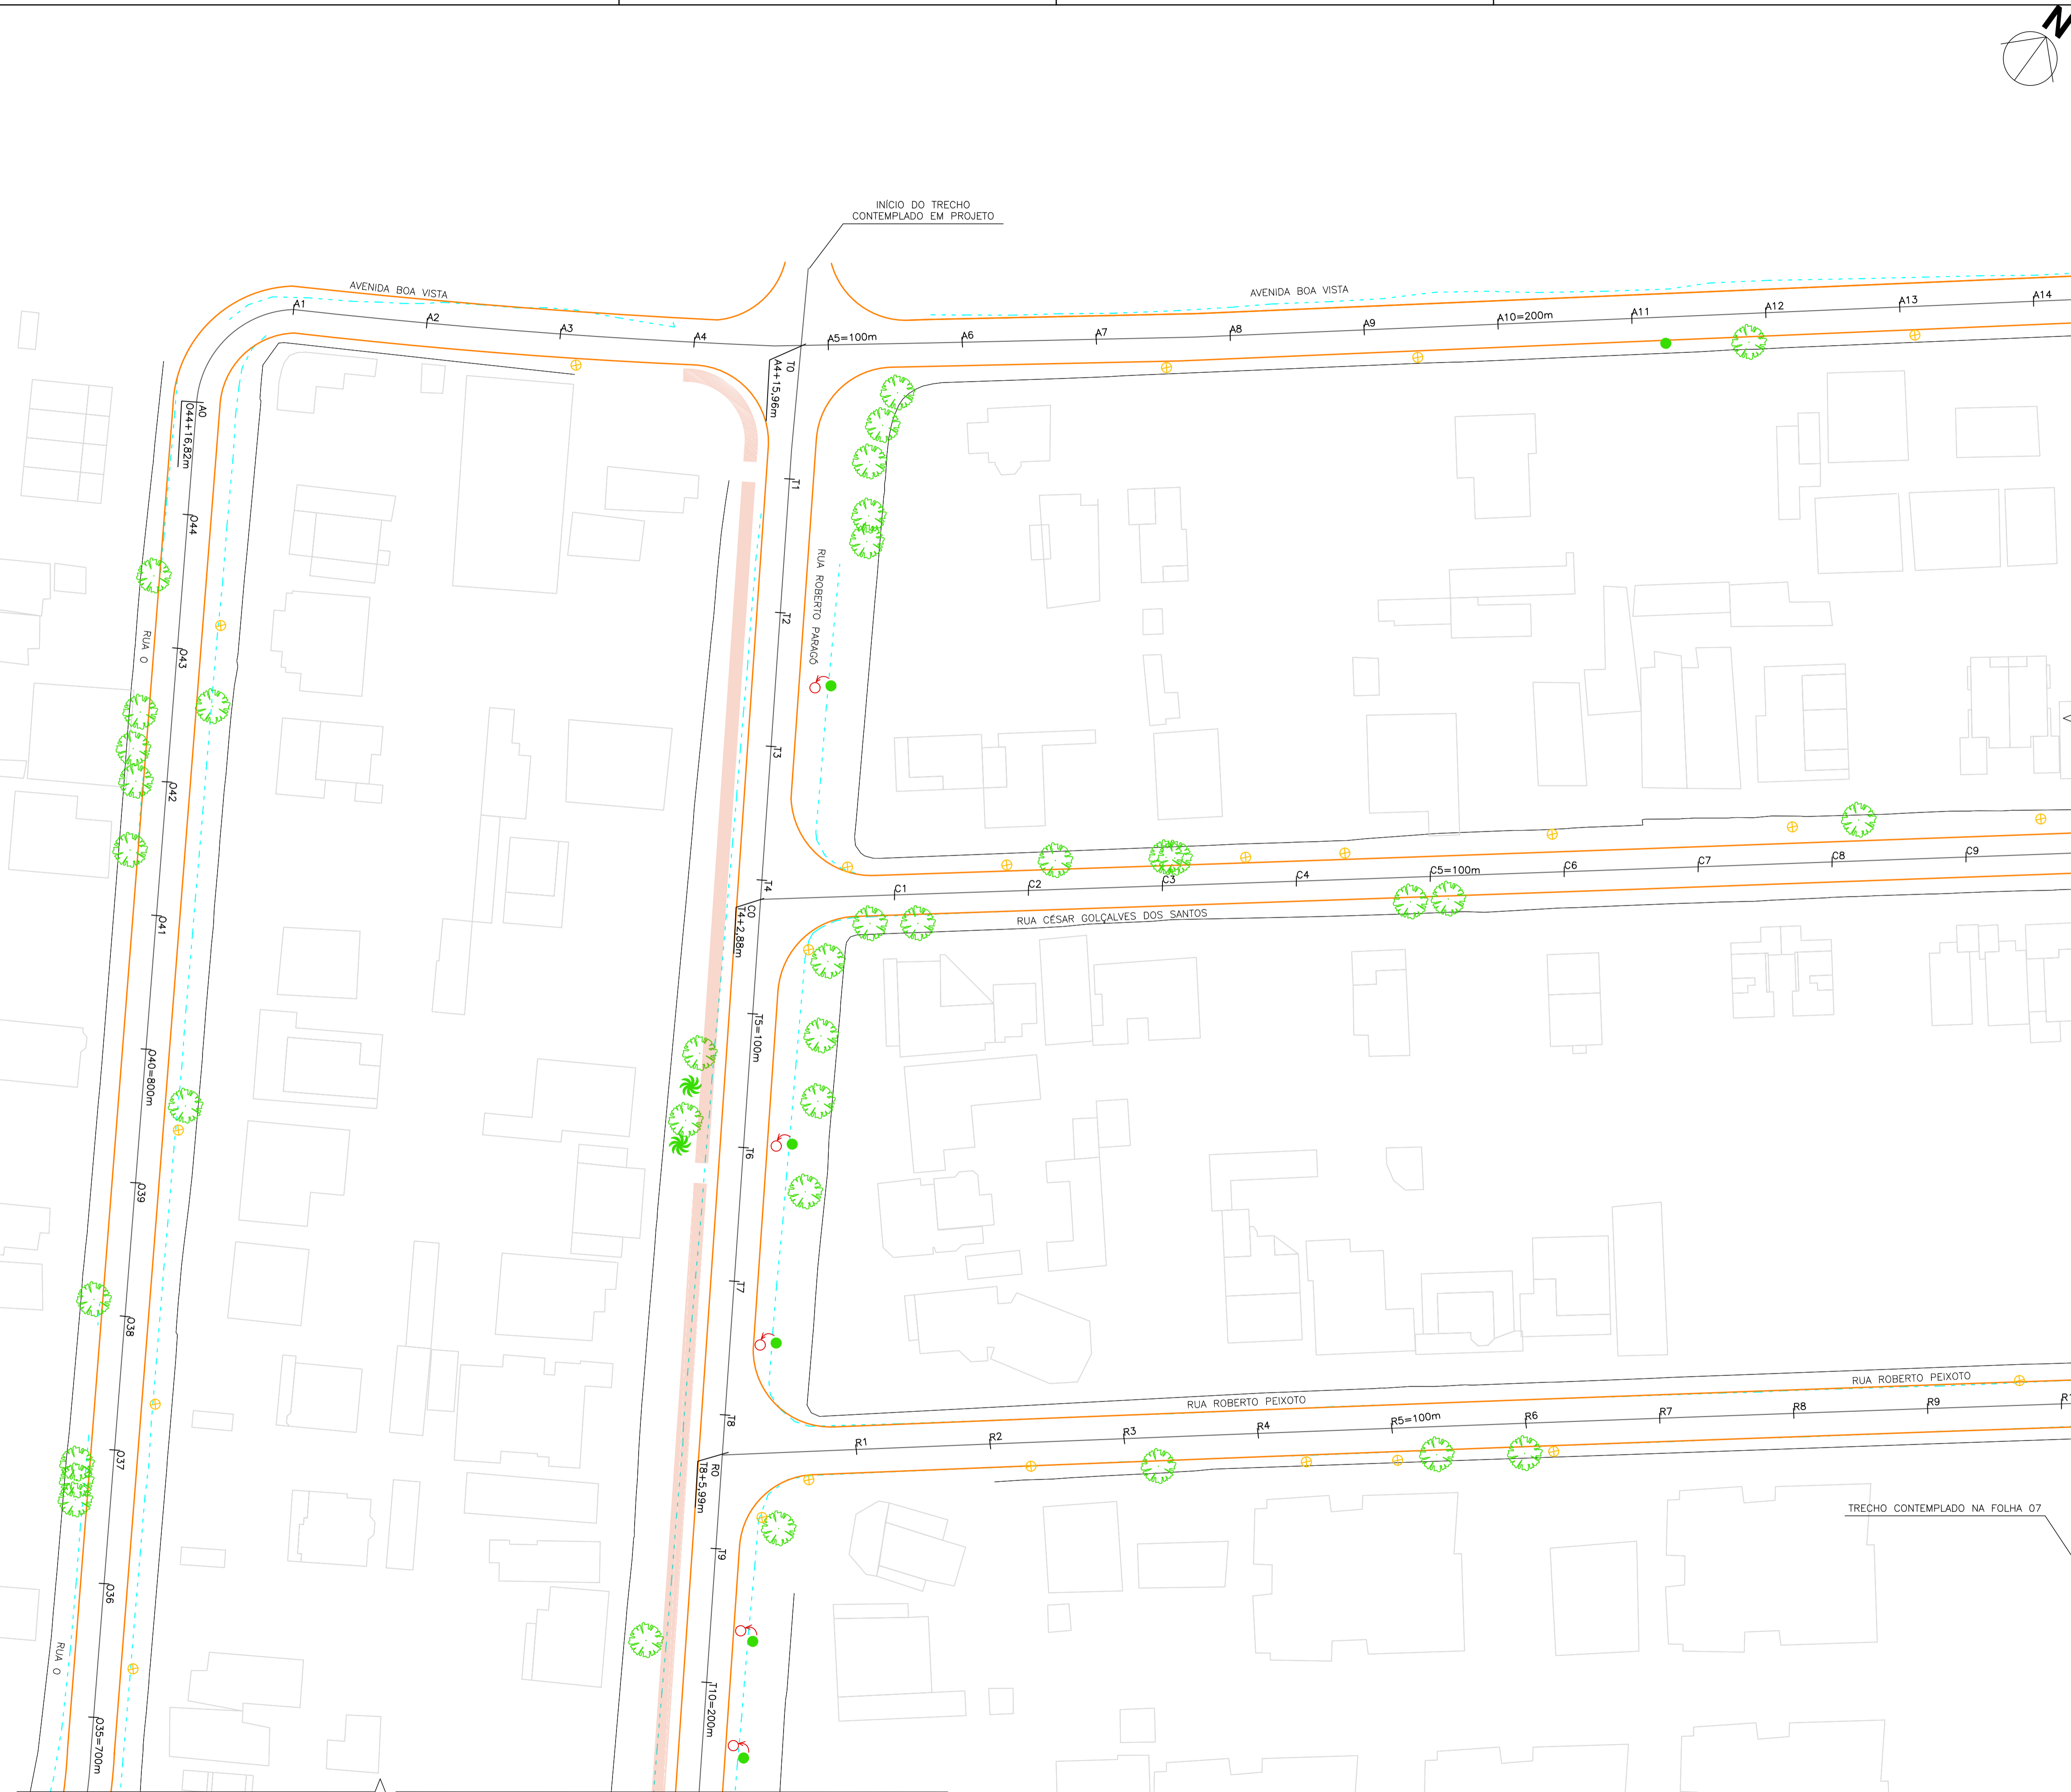 N
INÍCIO DO TRECHO
CONTEMPLADO EM PROJETO
AVENIDA BOA VISTA
AVENIDA BOA VISTA
A1
A2
A3
A4
A5=100m
A6
A7
A8
A9
A10=200m
A11
A12
A13
A14
A0
O44+16,82m
T0
A4+15,96m
O44
O43
O42
O41
O40=800m
O39
O38
O37
O36
O35=700m
RUA O
RUA O
T1
T2
T3
T4
RUA ROBERTO PARAGÓ
C0
T4+2,88m
C1
C2
C3
C4
C5=100m
C6
C7
C8
C9
RUA CÉSAR GOLÇALVES DOS SANTOS
T5=100m
T6
T7
T8
R0
T8+5,99m
T9
T10=200m
RUA ROBERTO PEIXOTO
RUA ROBERTO PEIXOTO
R1
R2
R3
R4
R5=100m
R6
R7
R8
R9
TRECHO CONTEMPLADO NA FOLHA 07